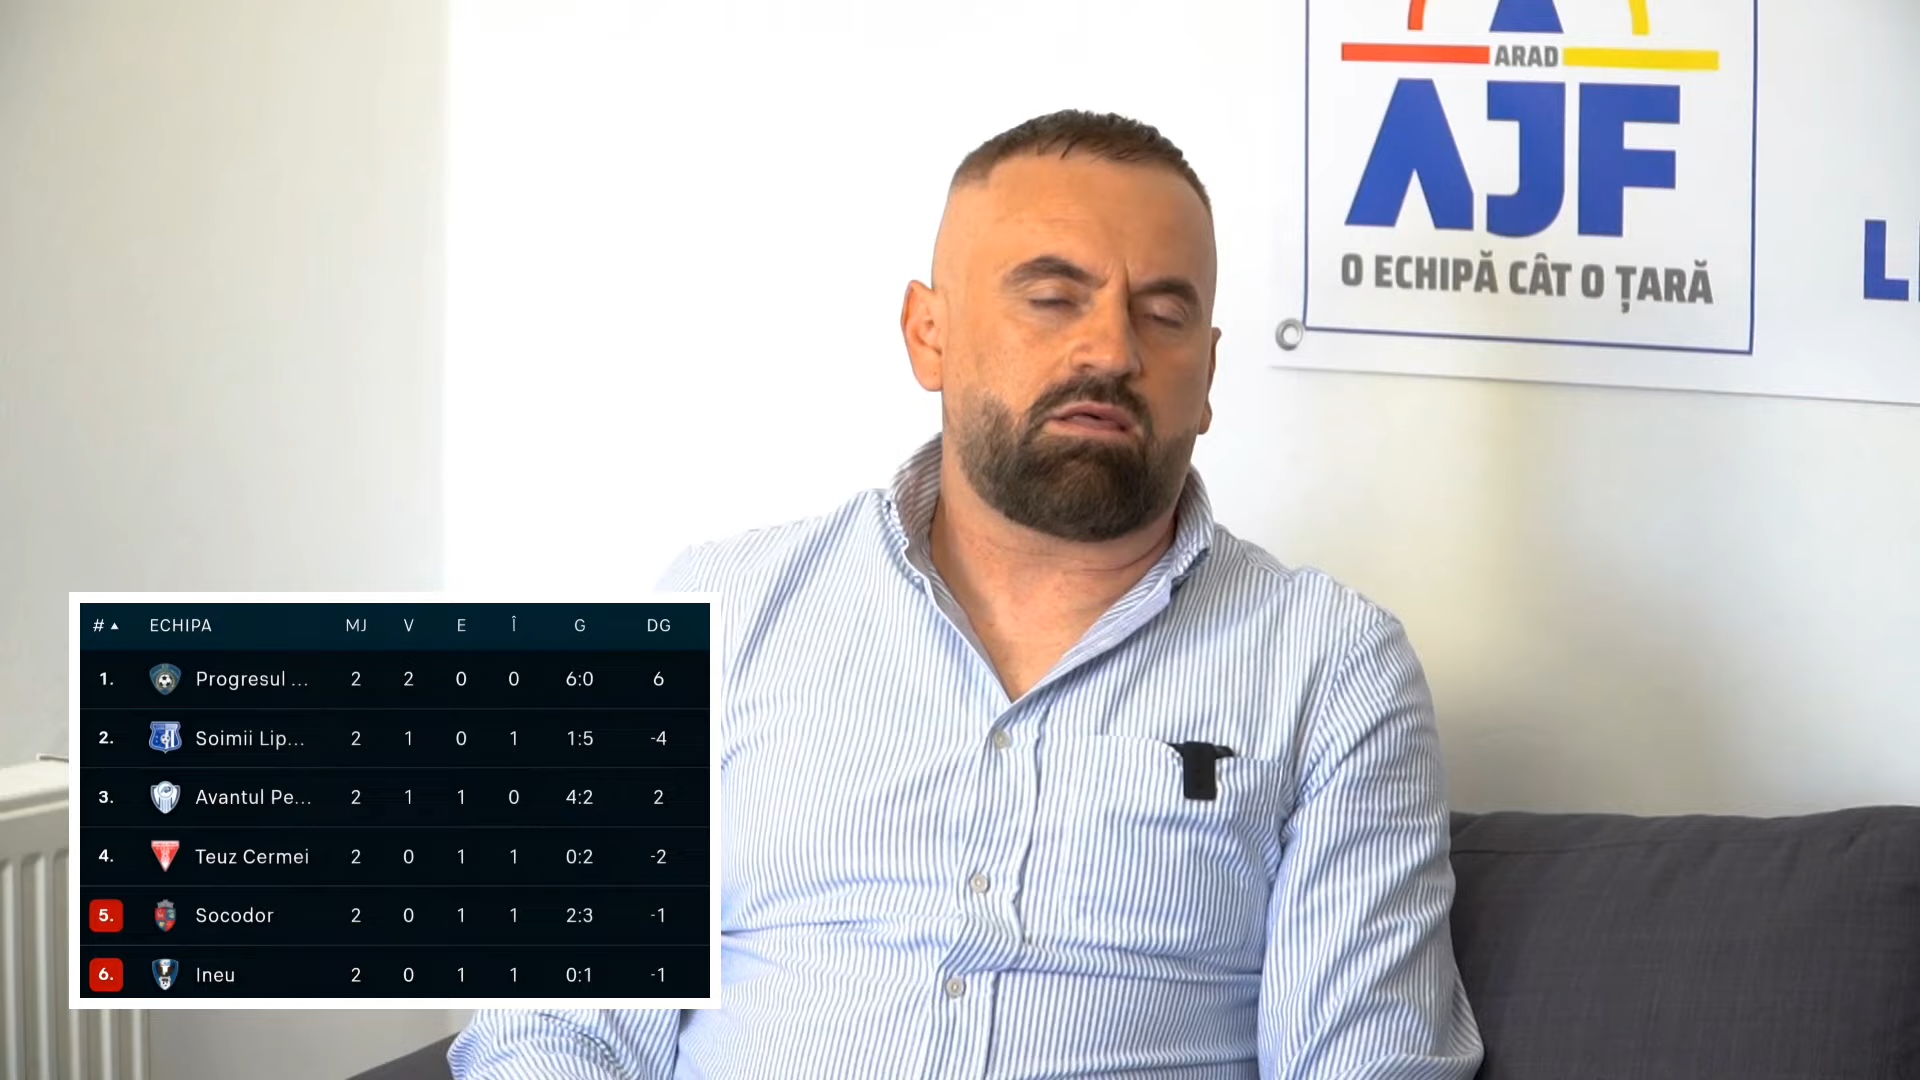 ARAD
AJF
O ECHIPĂ CÂT O ȚARĂ
# ▲ ECHIPA MJ V E Î G DG
1. Progresul ... 2 2 0 0 6:0 6
2. Soimii Lip... 2 1 0 1 1:5 -4
3. Avantul Pe... 2 1 1 0 4:2 2
4. Teuz Cermei 2 0 1 1 0:2 -2
5. Socodor 2 0 1 1 2:3 -1
6. Ineu 2 0 1 1 0:1 -1